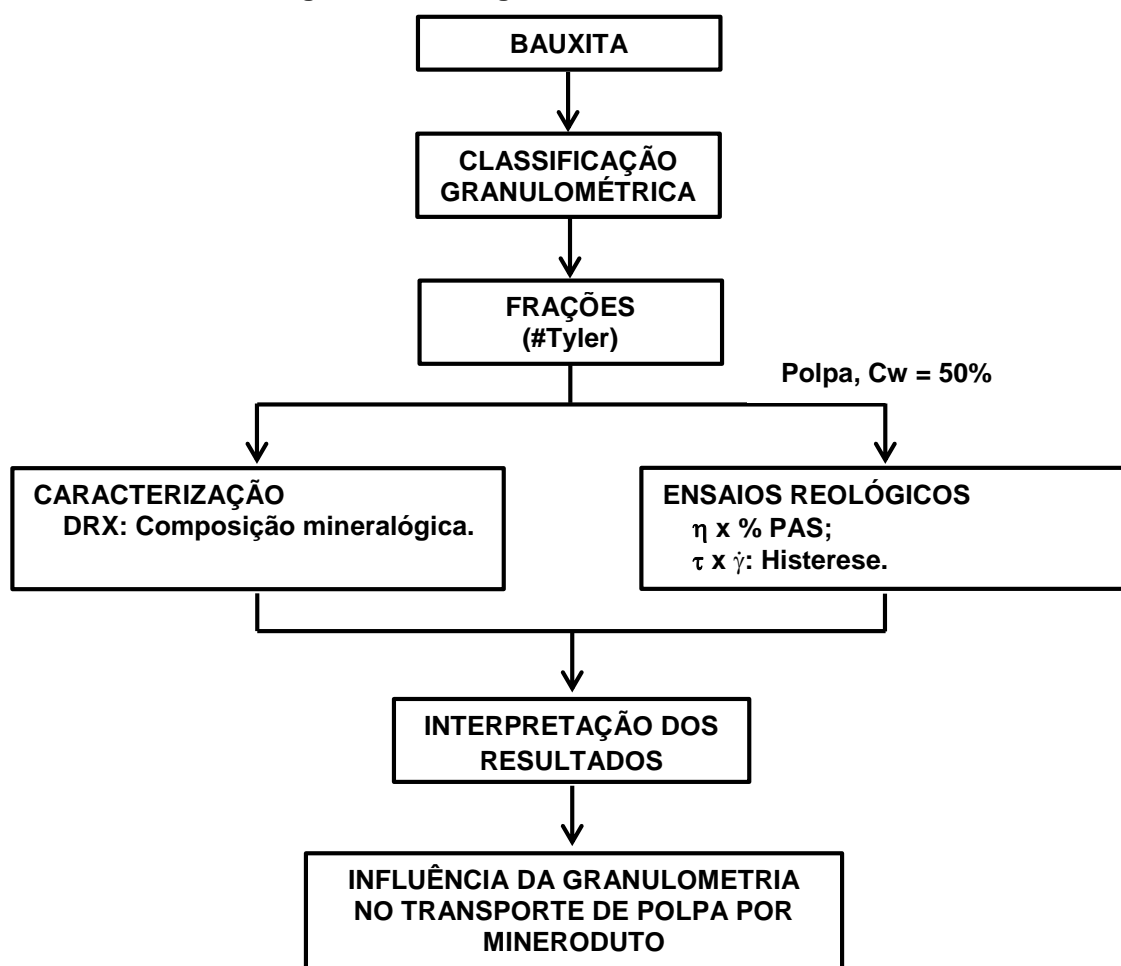 BAUXITA
CLASSIFICAÇÃO
GRANULOMÉTRICA
FRAÇÕES
(#Tyler)
Polpa, Cw = 50%
CARACTERIZAÇÃO
DRX: Composição mineralógica.
ENSAIOS REOLÓGICOS
η x % PAS;
τ x γ̇: Histerese.
INTERPRETAÇÃO DOS
RESULTADOS
INFLUÊNCIA DA GRANULOMETRIA
NO TRANSPORTE DE POLPA POR
MINERODUTO